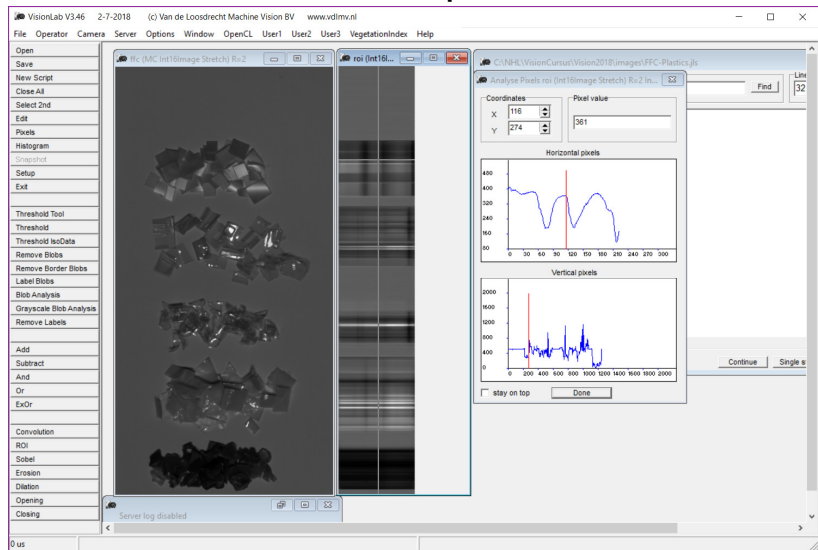 VisionLab V3.46 2-7-2018 (c) Van de Loosdrecht Machine Vision BV www.vdlmv.nl
File Operator Camera Server Options Window OpenCL User1 User2 User3 VegetationIndex Help
Open
Save
New Script
Close All
Select 2nd
Edit
Pixels
Histogram
Snapshot
Setup
Exit
Threshold Tool
Threshold
Threshold IsoData
Remove Blobs
Remove Border Blobs
Label Blobs
Blob Analysis
Grayscale Blob Analysis
Remove Labels
Add
Subtract
And
Or
ExOr
Convolution
ROI
Sobel
Erosion
Dilation
Opening
Closing
0 us
ffc (MC Int16Image Stretch) R=2
roi (Int16I...
Server log disabled
C:\NHL\VisionCursus\Vision2018\images\FFC-Plastics.jls
Find
Line
32
Analyse Pixels roi (Int16Image Stretch) R=2 In...
Coordinates
X 116
Y 274
Pixel value
361
Horizontal pixels
480
400
320
240
160
80
0 30 60 90 120 150 180 210 240 270 300
Vertical pixels
2000
1600
1200
800
400
0
0 200 400 600 800 1000 1200 1400 1600 1800 2000
stay on top
Done
Continue
Single s